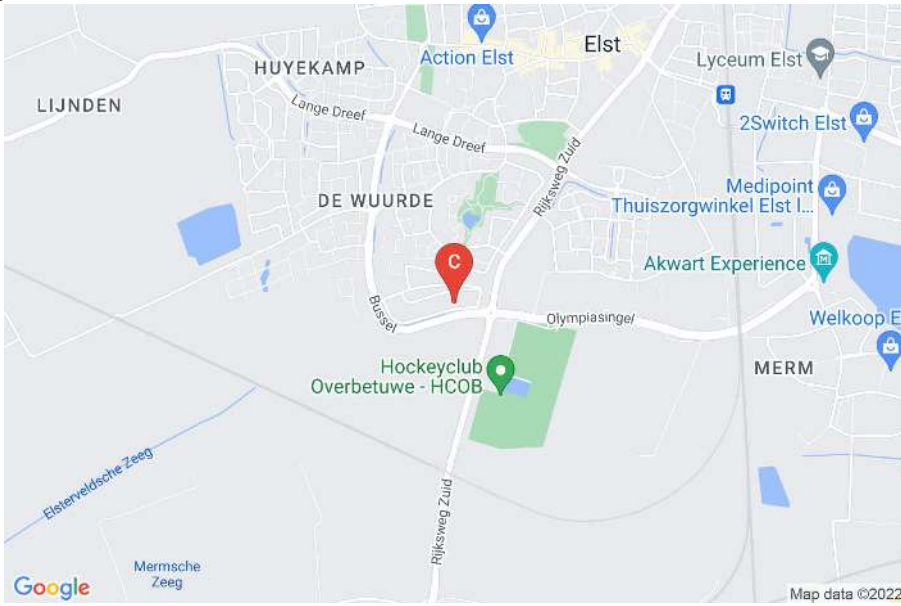 Elst
Action Elst
Lyceum Elst
HUYEKAMP
LIJNDEN
Lange Dreef
Lange Dreef
2Switch Elst
Rijksweg Zuid
Medipoint
Thuiszorgwinkel Elst I...
DE WUURDE
C
Akwart Experience
M
Bussel
Olympiasingel
Welkoop E
Hockeyclub
Overbetuwe - HCOB
MERM
Elsterveldsche Zeeg
Rijksweg Zuid
Mermsche
Zeeg
Google
Map data ©2022